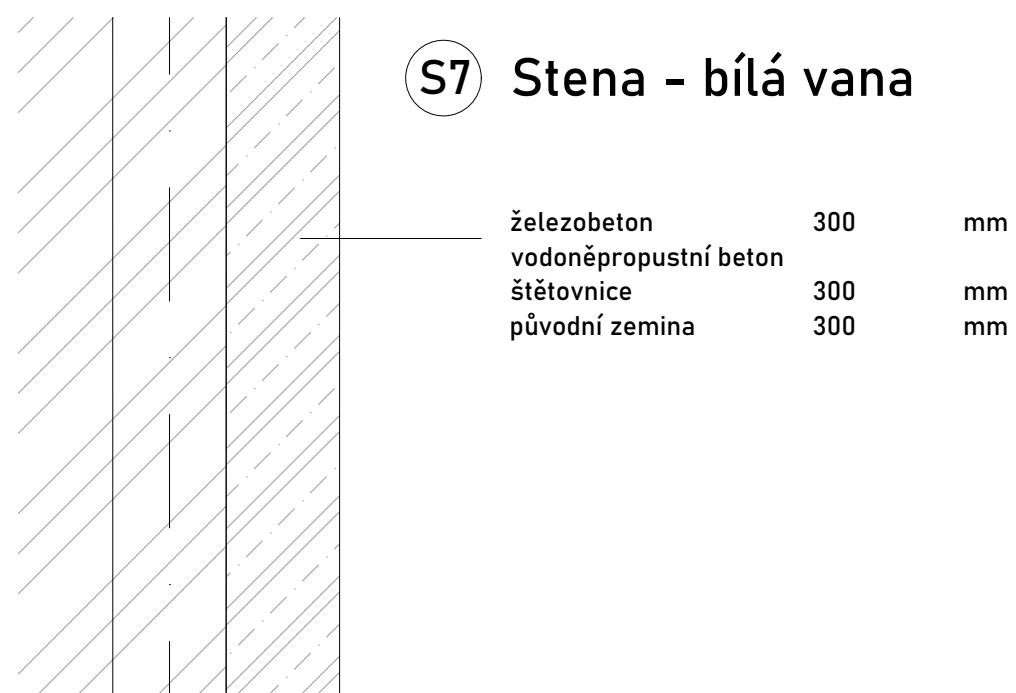 S7 Stena - bílá vana
železobeton 300 mm
vodoněpropustní beton
štětovnice 300 mm
původní zemina 300 mm